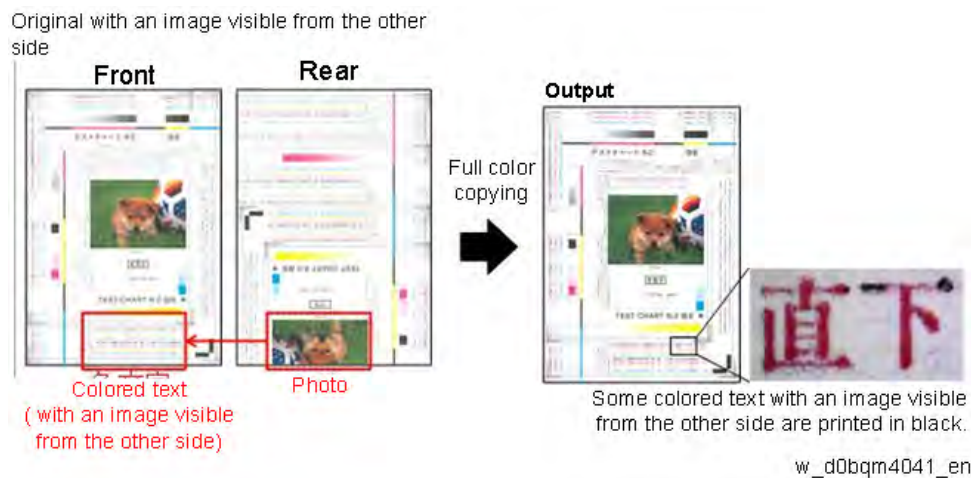 Original with an image visible from the other
side
Front
Rear
Output
Full color
copying
Colored text
( with an image visible
from the other side)
Photo
直下
Some colored text with an image visible
from the other side are printed in black.
w_d0bqm4041_en